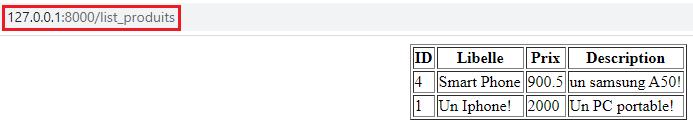 127.0.0.1:8000/list_produits
ID Libelle Prix Description
4 Smart Phone 900.5 un samsung A50!
1 Un Iphone! 2000 Un PC portable!